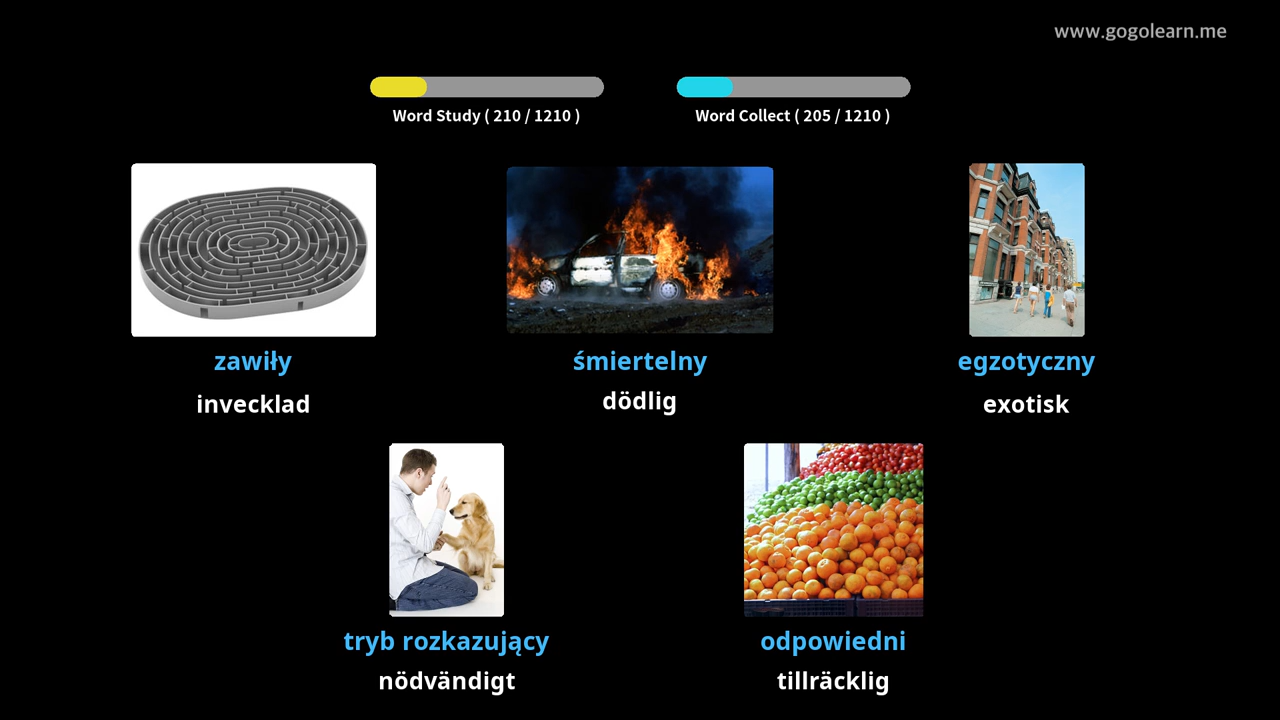 www.gogolearn.me
Word Study ( 210 / 1210 )
Word Collect ( 205 / 1210 )
zawiły
invecklad
śmiertelny
dödlig
egzotyczny
exotisk
tryb rozkazujący
nödvändigt
odpowiedni
tillräcklig